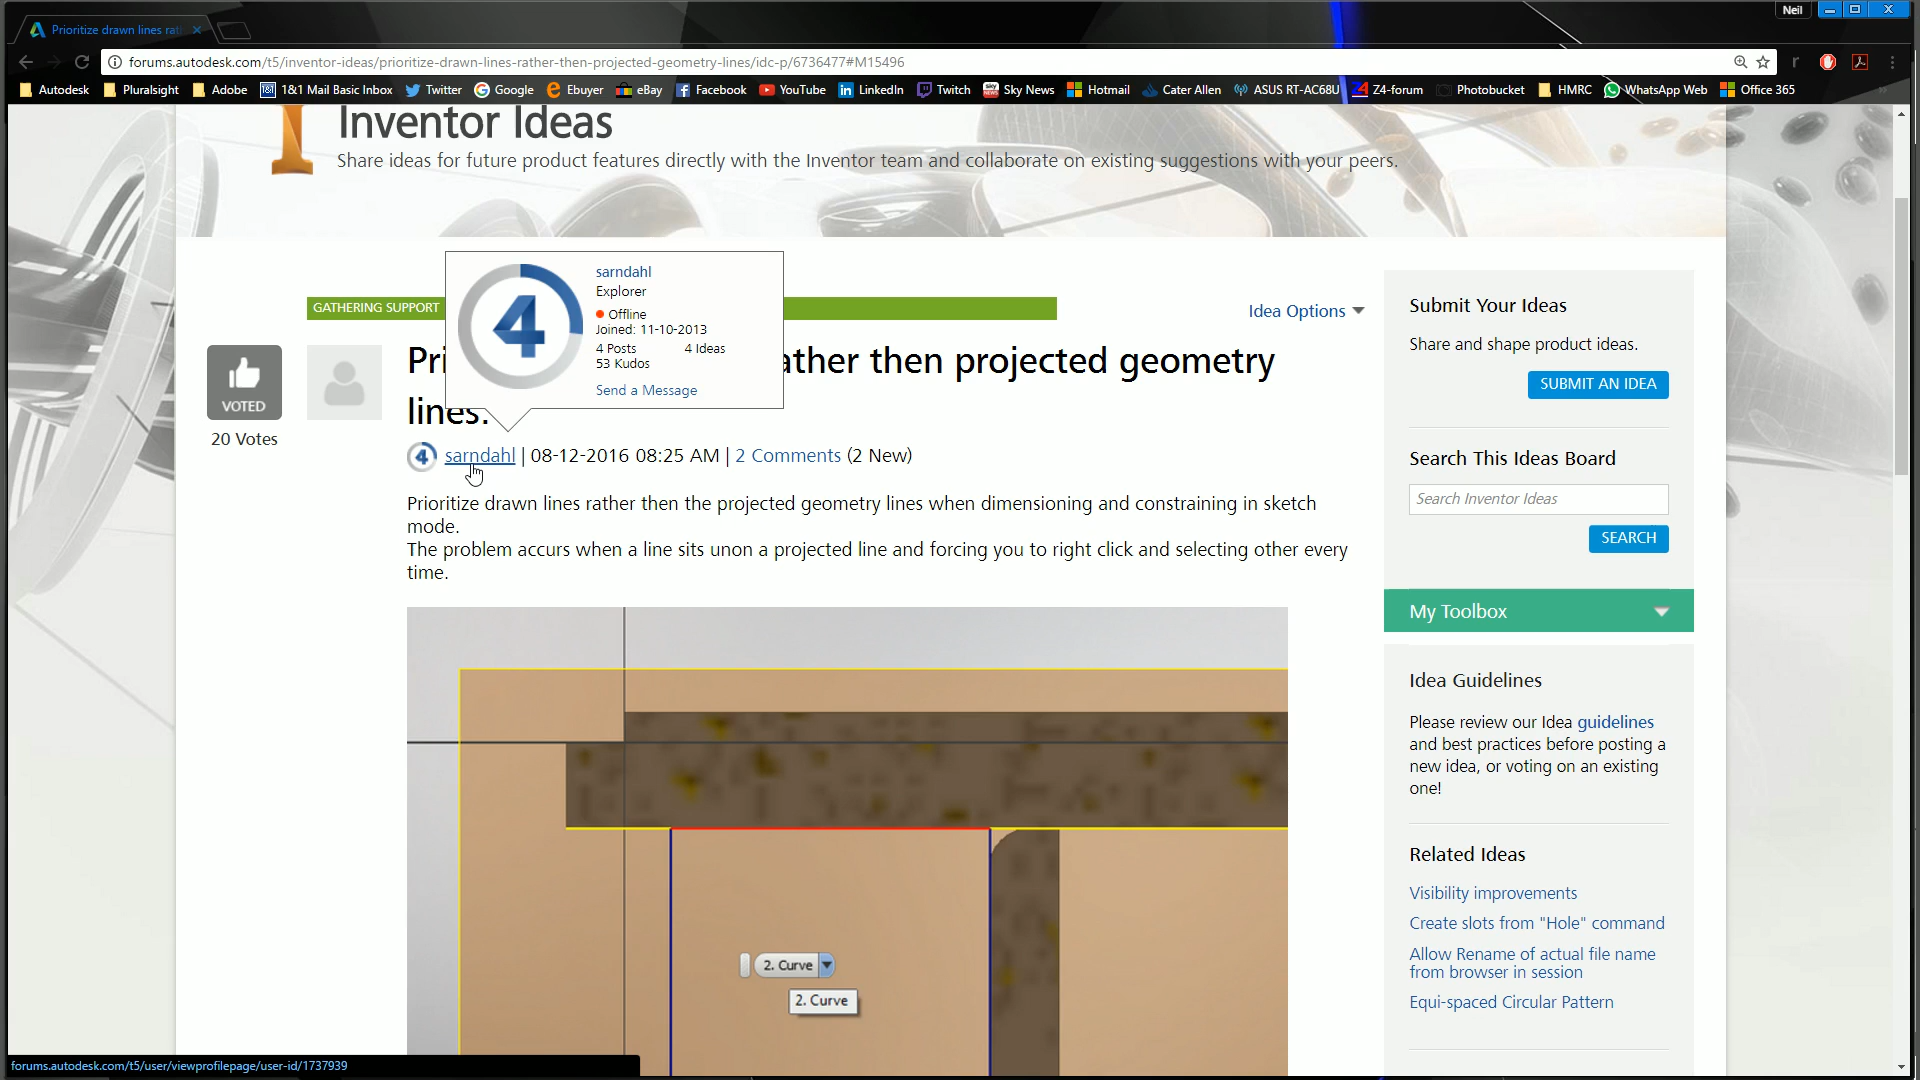 Neil
Prioritize drawn lines rat
forums.autodesk.com/t5/inventor-ideas/prioritize-drawn-lines-rather-then-projected-geometry-lines/idc-p/6736477#M15496
Autodesk Pluralsight Adobe 1&1 Mail Basic Inbox Twitter Google Ebuyer eBay Facebook YouTube LinkedIn Twitch Sky News Hotmail Cater Allen ASUS RT-AC68U Z4-forum Photobucket HMRC WhatsApp Web Office 365
Inventor Ideas
Share ideas for future product features directly with the Inventor team and collaborate on existing suggestions with your peers.
GATHERING SUPPORT
4
sarndahl
Explorer
Offline
Joined: 11-10-2013
4 Posts 4 Ideas
53 Kudos
Send a Message
Idea Options
VOTED
20 Votes
Pri ather then projected geometry
lines.
4 sarndahl | 08-12-2016 08:25 AM | 2 Comments (2 New)
Prioritize drawn lines rather then the projected geometry lines when dimensioning and constraining in sketch
mode.
The problem accurs when a line sits unon a projected line and forcing you to right click and selecting other every
time.
2. Curve
2. Curve
Submit Your Ideas
Share and shape product ideas.
SUBMIT AN IDEA
Search This Ideas Board
Search Inventor Ideas
SEARCH
My Toolbox
Idea Guidelines
Please review our Idea guidelines
and best practices before posting a
new idea, or voting on an existing
one!
Related Ideas
Visibility improvements
Create slots from "Hole" command
Allow Rename of actual file name
from browser in session
Equi-spaced Circular Pattern
forums.autodesk.com/t5/user/viewprofilepage/user-id/1737939